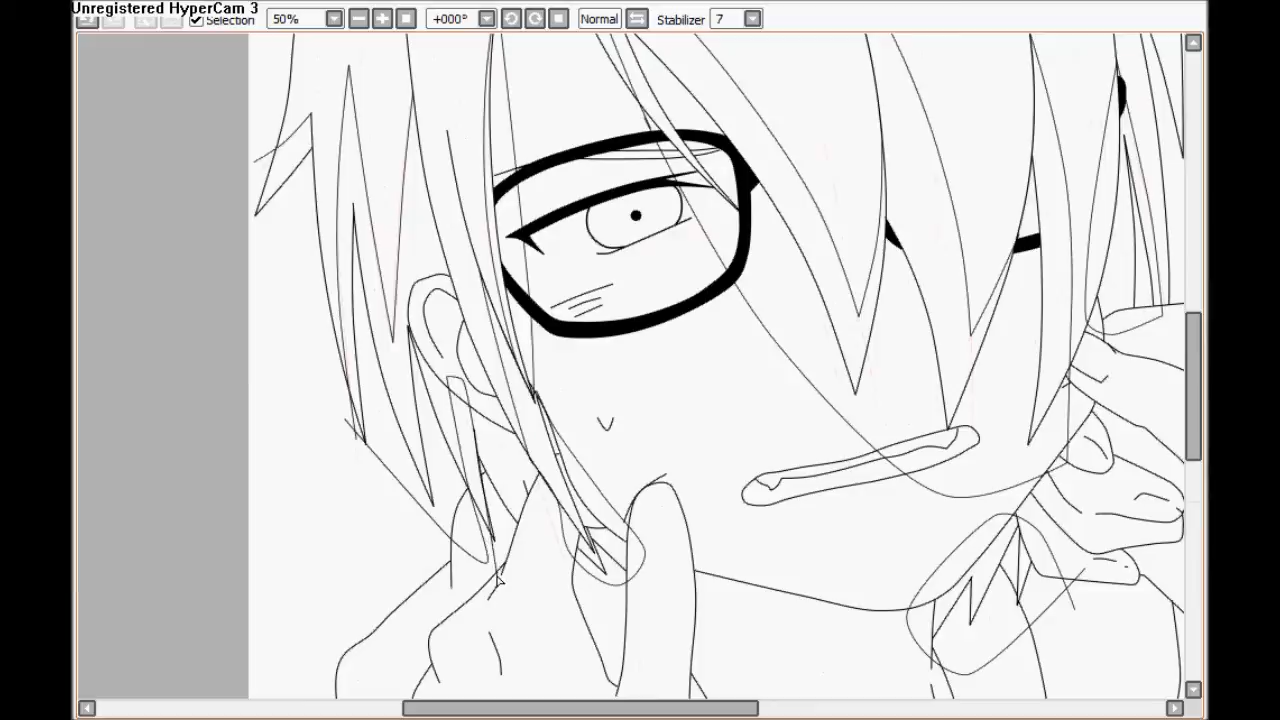 Unregistered HyperCam 3
Selection 50% +000° Normal Stabilizer 7